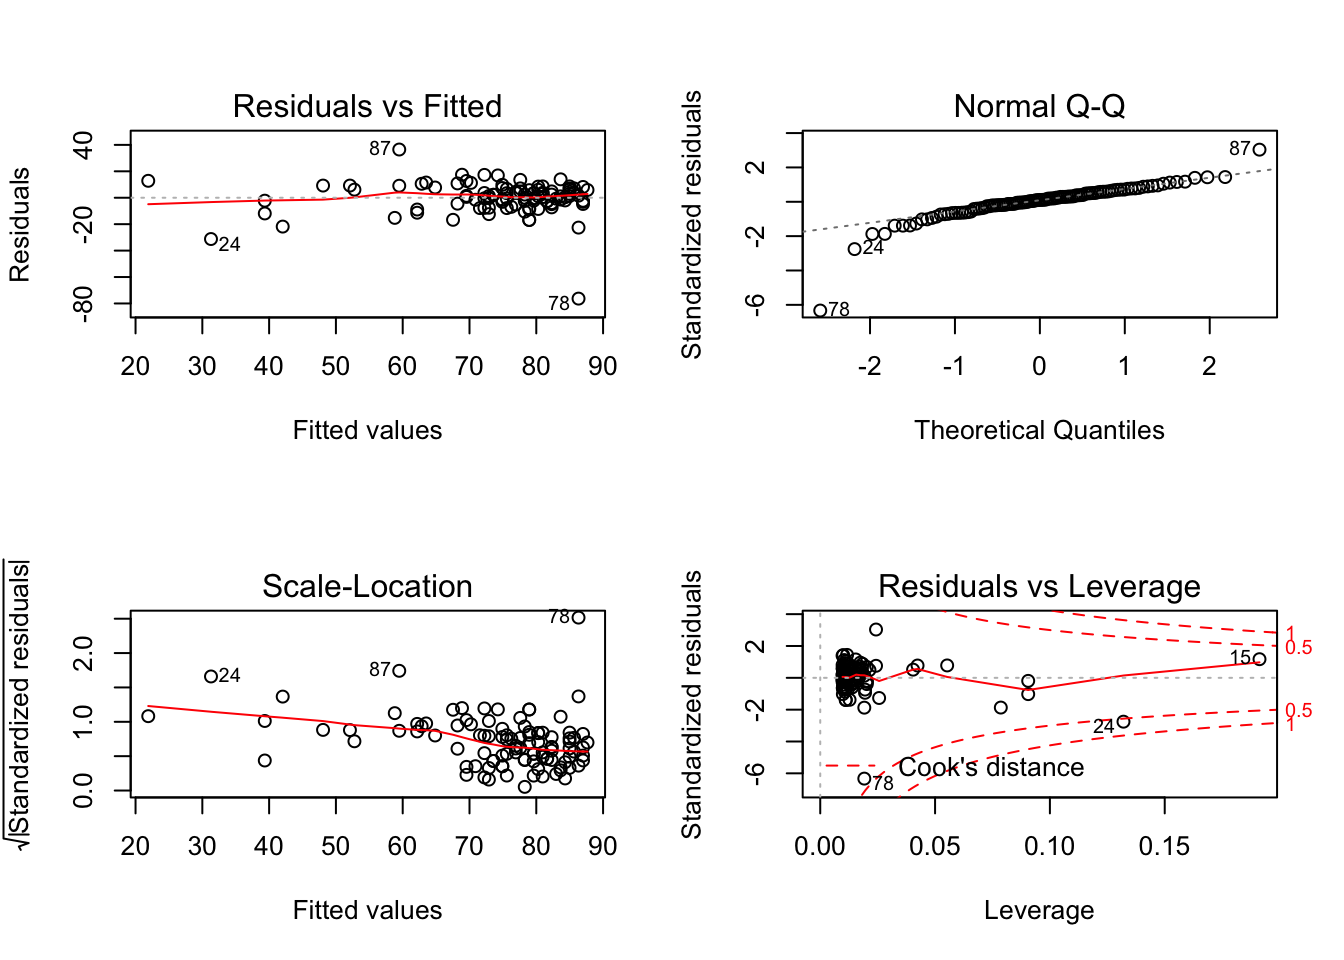 Residuals vs Fitted
Residuals
40
-20
-80
87
24
78
20 30 40 50 60 70 80 90
Fitted values
Normal Q-Q
Standardized residuals
2
-2
-6
87
24
78
-2 -1 0 1 2
Theoretical Quantiles
Scale-Location
√|Standardized residuals|
2.0
1.0
0.0
78
24
87
20 30 40 50 60 70 80 90
Fitted values
Residuals vs Leverage
Standardized residuals
2
-2
-6
1
0.5
15
0.5
1
24
Cook's distance
78
0.00 0.05 0.10 0.15
Leverage